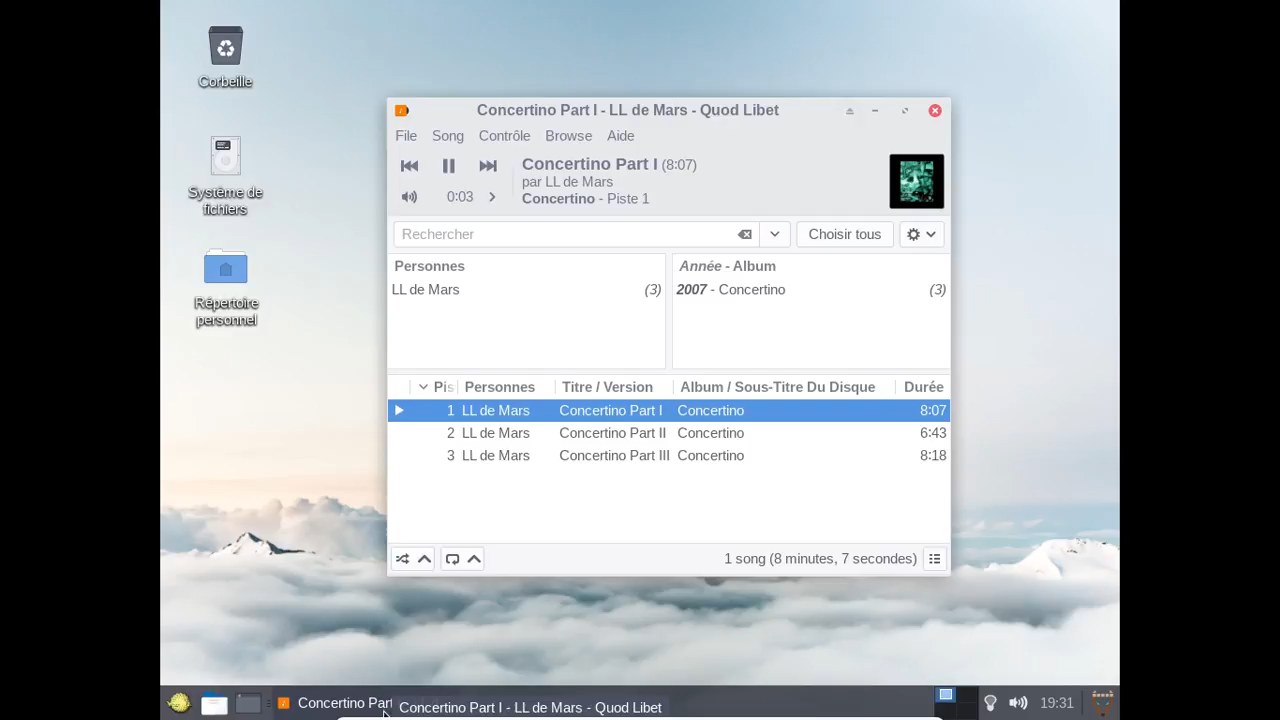 Corbeille
Système de
fichiers
Répertoire
personnel
Concertino Part I - LL de Mars - Quod Libet
File Song Contrôle Browse Aide
Concertino Part I (8:07)
par LL de Mars
0:03
Concertino - Piste 1
Rechercher
Choisir tous
Personnes
LL de Mars (3)
Année - Album
2007 - Concertino (3)
Pis Personnes Titre / Version Album / Sous-Titre Du Disque Durée
1 LL de Mars Concertino Part I Concertino 8:07
2 LL de Mars Concertino Part II Concertino 6:43
3 LL de Mars Concertino Part III Concertino 8:18
1 song (8 minutes, 7 secondes)
Concertino Part
Concertino Part I - LL de Mars - Quod Libet
19:31